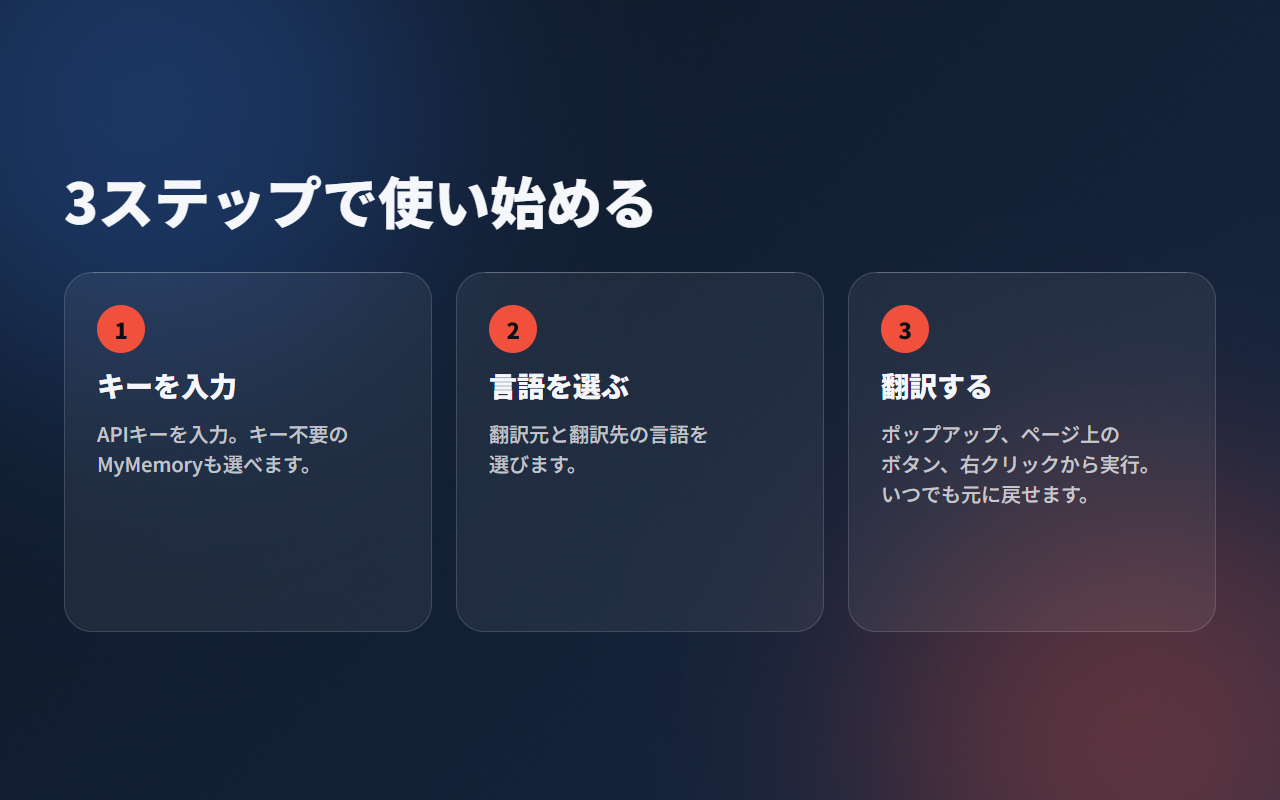 3ステップで使い始める
1
キーを入力
APIキーを入力。キー不要の
MyMemoryも選べます。
2
言語を選ぶ
翻訳元と翻訳先の言語を
選びます。
3
翻訳する
ポップアップ、ページ上の
ボタン、右クリックから実行。
いつでも元に戻せます。